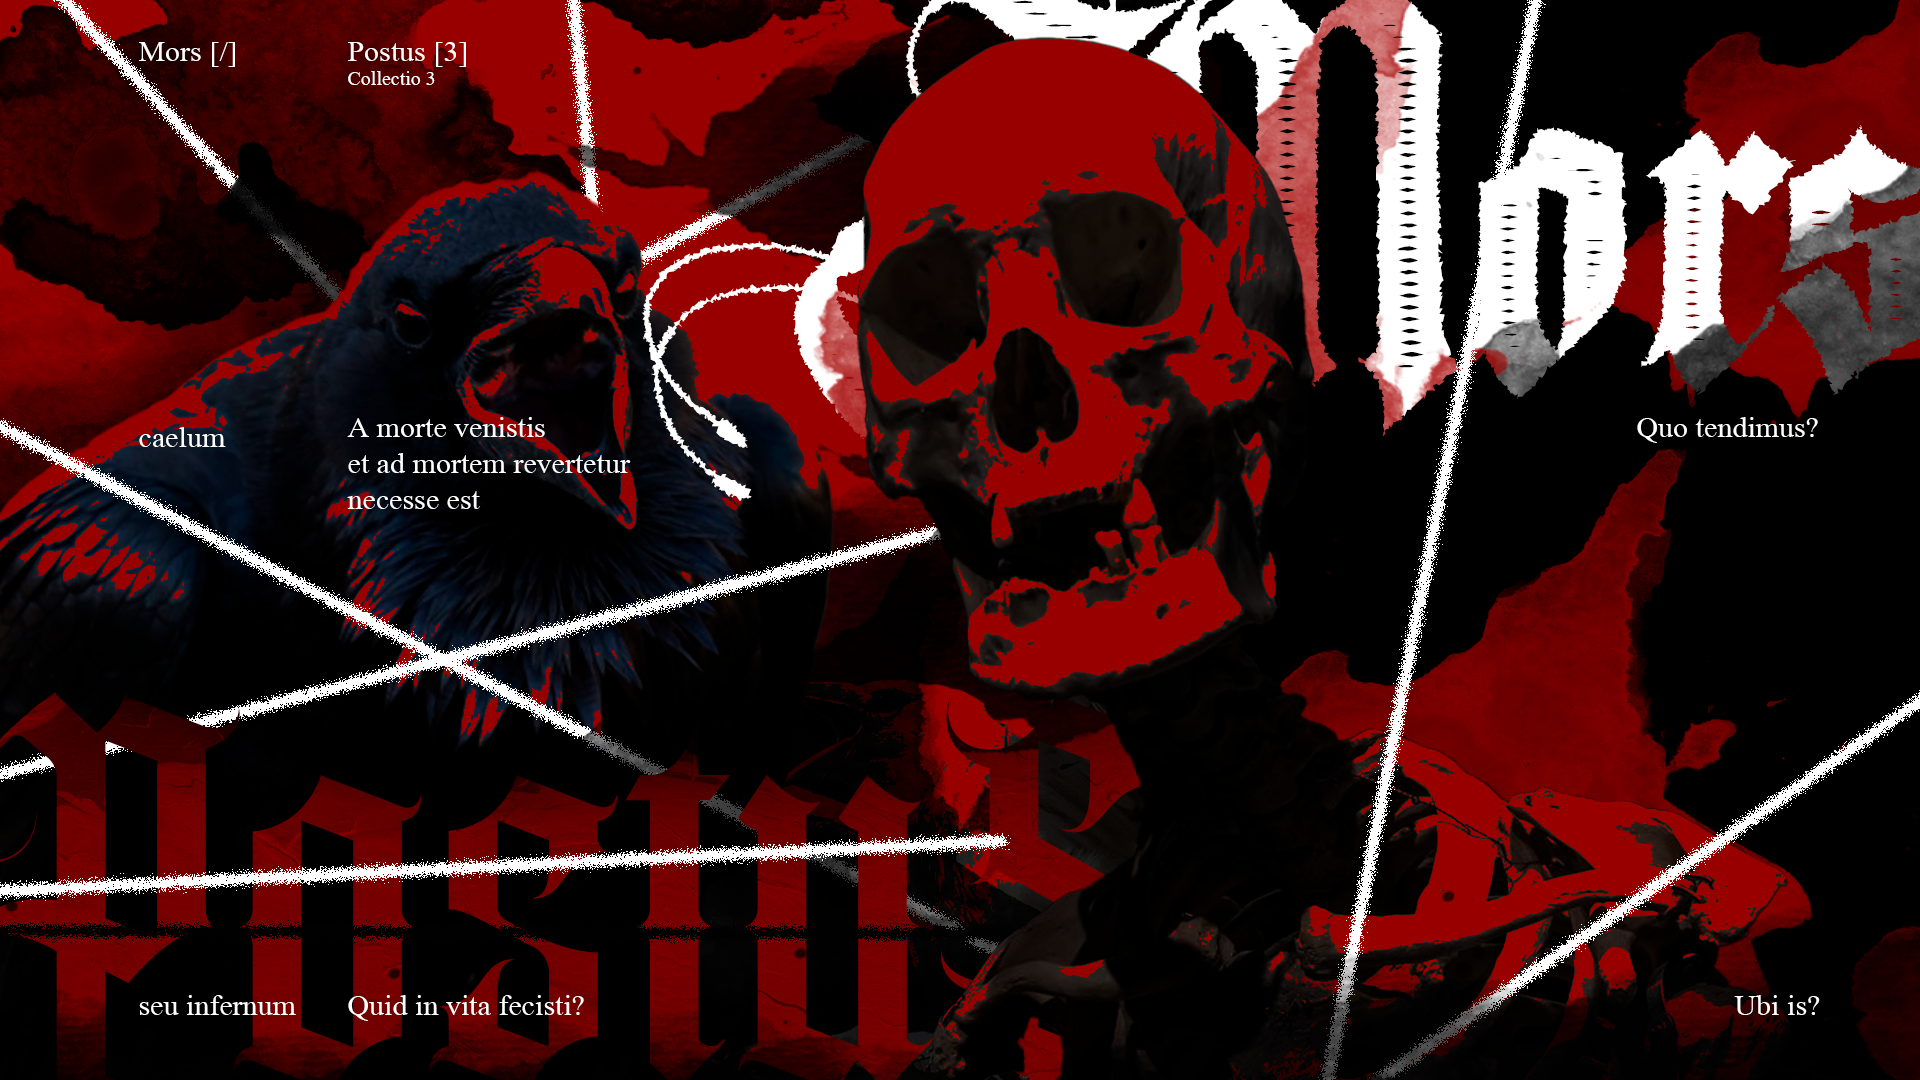 Mors [/]
Postus [3]
Collectio 3
Mors
caelum
A morte venistis
et ad mortem revertetur
necesse est
Quo tendimus?
Postus
seu infernum
Quid in vita fecisti?
Ubi is?